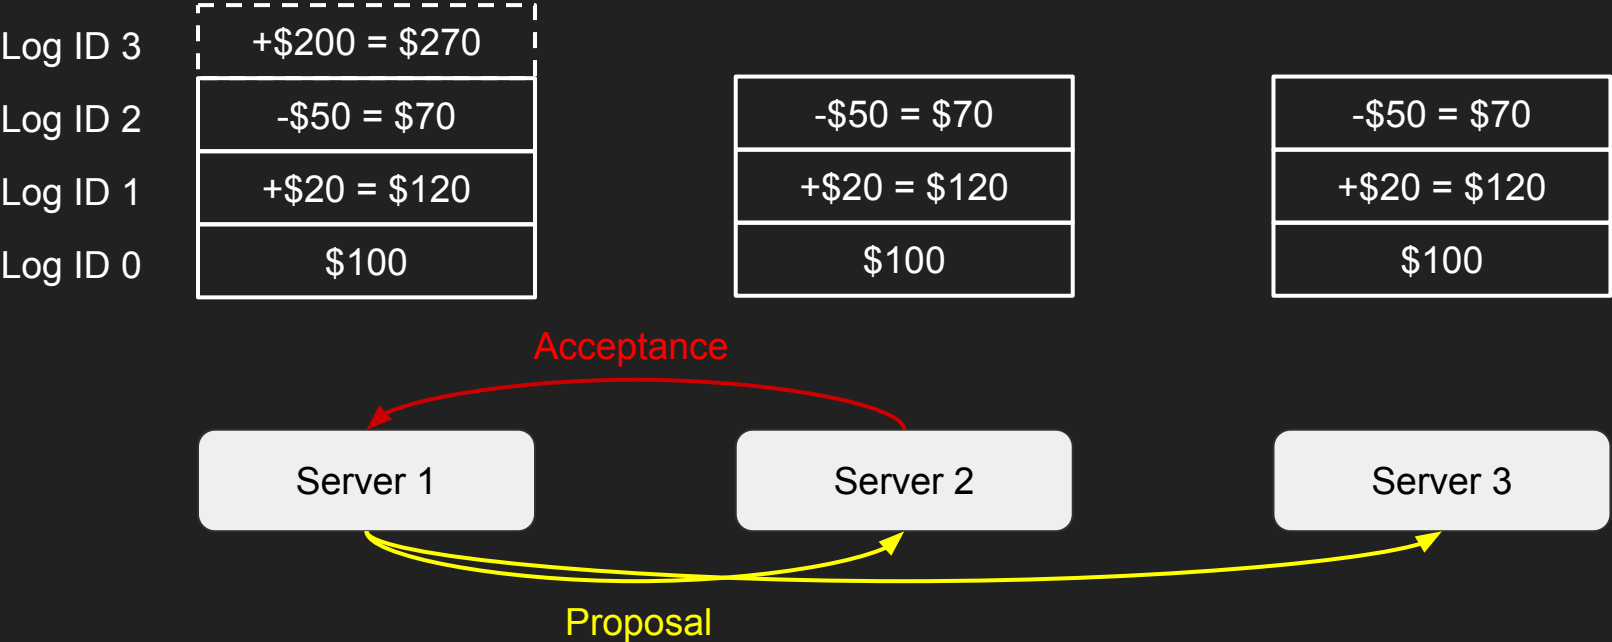 Log ID 3 +$200 = $270
Log ID 2 -$50 = $70 -$50 = $70 -$50 = $70
Log ID 1 +$20 = $120 +$20 = $120 +$20 = $120
Log ID 0 $100 $100 $100
Acceptance
Server 1 Server 2 Server 3
Proposal